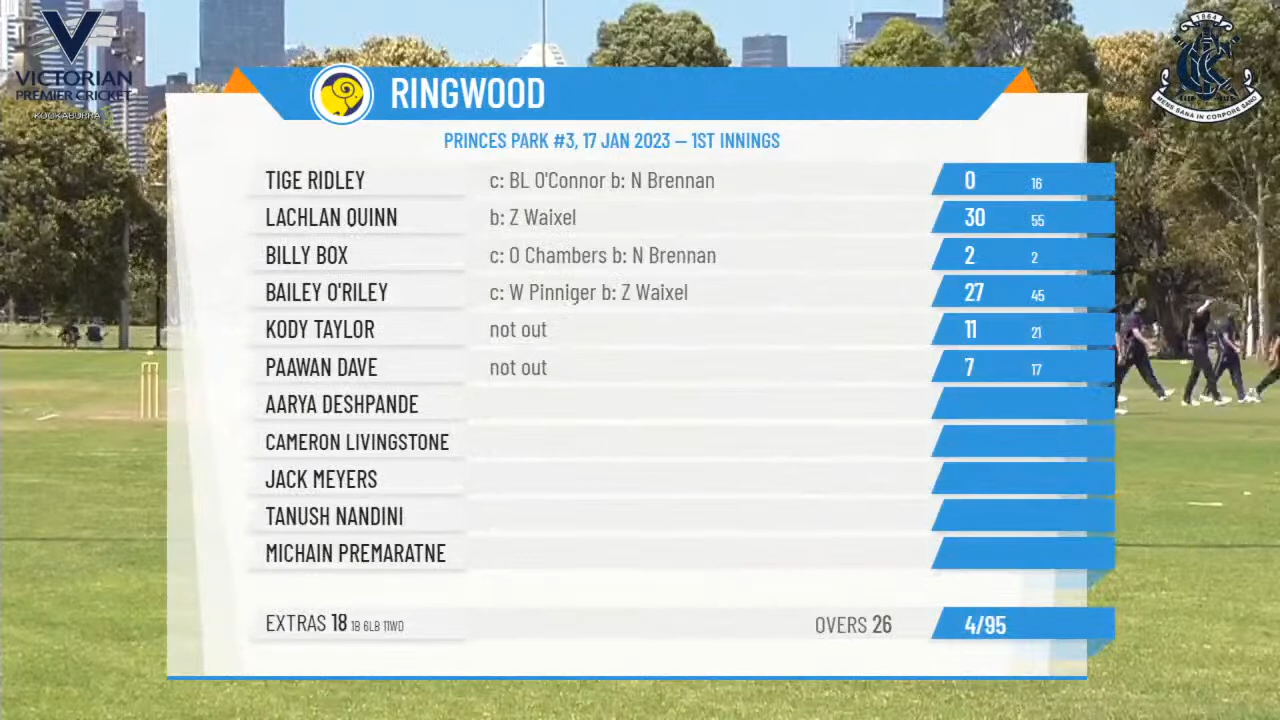 VICTORIAN
PREMIER CRICKET
KOOKABURRA
1864
MENS SANA IN CORPORE SANO
RINGWOOD
PRINCES PARK #3, 17 JAN 2023 – 1ST INNINGS
TIGE RIDLEY c: BL O'Connor b: N Brennan 0 16
LACHLAN QUINN b: Z Waixel 30 55
BILLY BOX c: O Chambers b: N Brennan 2 2
BAILEY O'RILEY c: W Pinniger b: Z Waixel 27 45
KODY TAYLOR not out 11 21
PAAWAN DAVE not out 7 17
AARYA DESHPANDE
CAMERON LIVINGSTONE
JACK MEYERS
TANUSH NANDINI
MICHAIN PREMARATNE
EXTRAS 18 1B 6LB 11WD OVERS 26 4/95